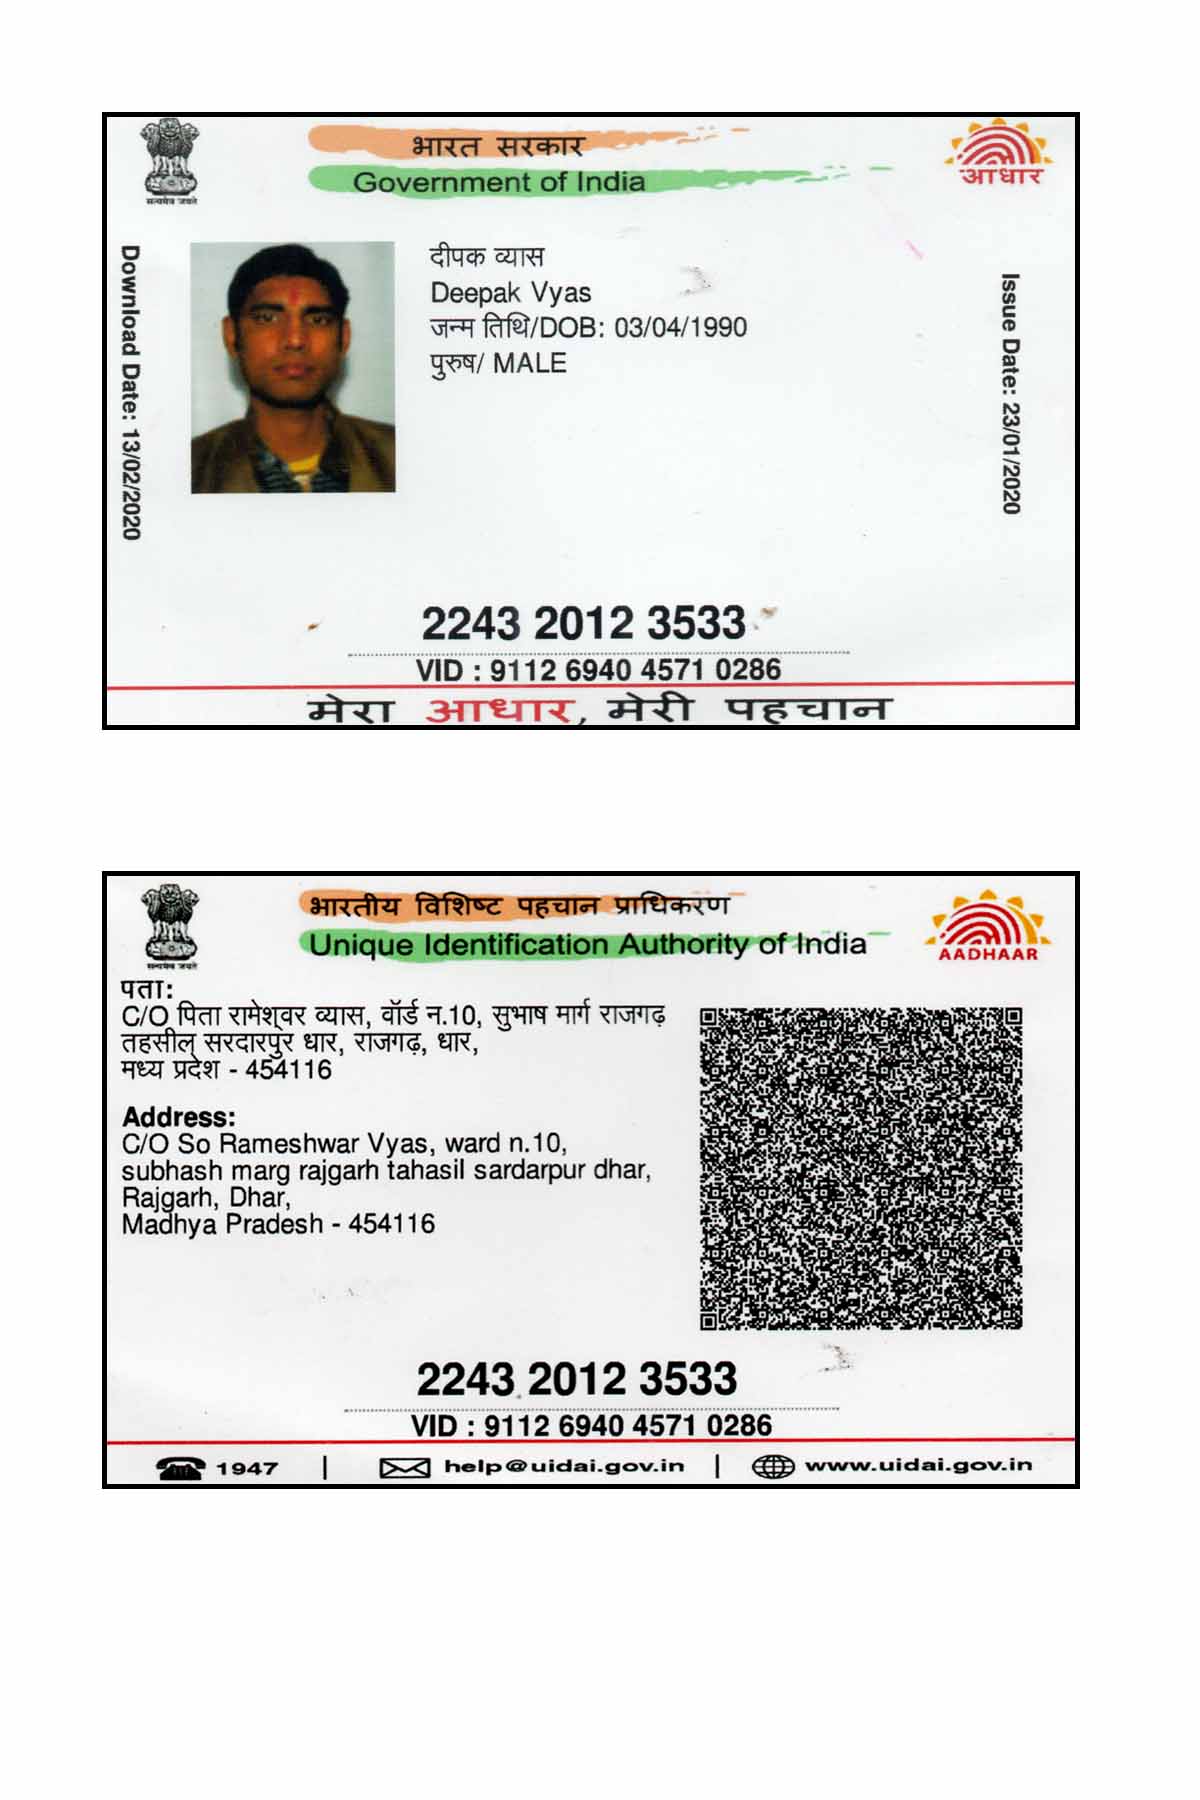 भारत सरकार
Government of India
सत्यमेव जयते
आधार
Download Date: 13/02/2020
दीपक व्यास
Deepak Vyas
जन्म तिथि/DOB: 03/04/1990
पुरुष/ MALE
Issue Date: 23/01/2020
2243 2012 3533
VID : 9112 6940 4571 0286
मेरा आधार, मेरी पहचान
भारतीय विशिष्ट पहचान प्राधिकरण
Unique Identification Authority of India
सत्यमेव जयते
AADHAAR
पता:
C/O पिता रामेश्वर व्यास, वॉर्ड न.10, सुभाष मार्ग राजगढ़
तहसील सरदारपुर धार, राजगढ़, धार,
मध्य प्रदेश - 454116
Address:
C/O So Rameshwar Vyas, ward n.10,
subhash marg rajgarh tahasil sardarpur dhar,
Rajgarh, Dhar,
Madhya Pradesh - 454116
2243 2012 3533
VID : 9112 6940 4571 0286
1947 | help@uidai.gov.in | www.uidai.gov.in